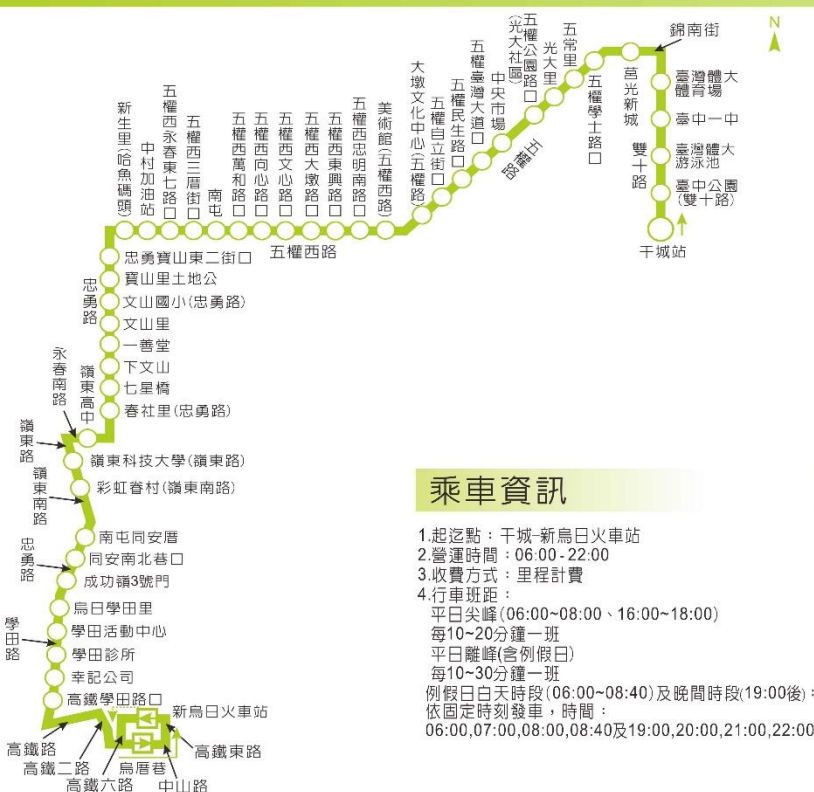 N
錦南街
臺灣體大
體育場
臺中一中
臺灣體大
游泳池
臺中公園
(雙十路)
干城站
雙十路
莒光新城
五權學士路口
五常里
光大里
五權公園路口
(光大社區)
中央市場
五權臺灣大道口
五權民生路口
五權自立街口
大墩文化中心(五權路)
五權路
美術館(五權西路)
五權西忠明南路口
五權西東興路口
五權西大墩路口
五權西文心路口
五權西向心路口
五權西萬和路口
南屯
五權西三厝街口
五權西永春東七路口
中村加油站
新生里(哈魚碼頭)
五權西路
忠勇寶山東二街口
寶山里土地公
文山國小(忠勇路)
文山里
一善堂
下文山
七星橋
春社里(忠勇路)
忠勇路
嶺東高中
永春南路
嶺東路
嶺東科技大學(嶺東路)
彩虹眷村(嶺東南路)
嶺東南路
南屯同安厝
同安南北巷口
成功嶺3號門
忠勇路
烏日學田里
學田活動中心
學田診所
幸記公司
高鐵學田路口
學田路
新烏日火車站
高鐵路
高鐵二路
高鐵六路
烏厝巷
中山路
高鐵東路
乘車資訊
1.起迄點：干城-新烏日火車站
2.營運時間：06:00-22:00
3.收費方式：里程計費
4.行車班距：
平日尖峰(06:00~08:00、16:00~18:00)
每10~20分鐘一班
平日離峰(含例假日)
每10~30分鐘一班
例假日白天時段(06:00~08:40)及晚間時段(19:00後)：
依固定時刻發車，時間：
06:00,07:00,08:00,08:40及19:00,20:00,21:00,22:00